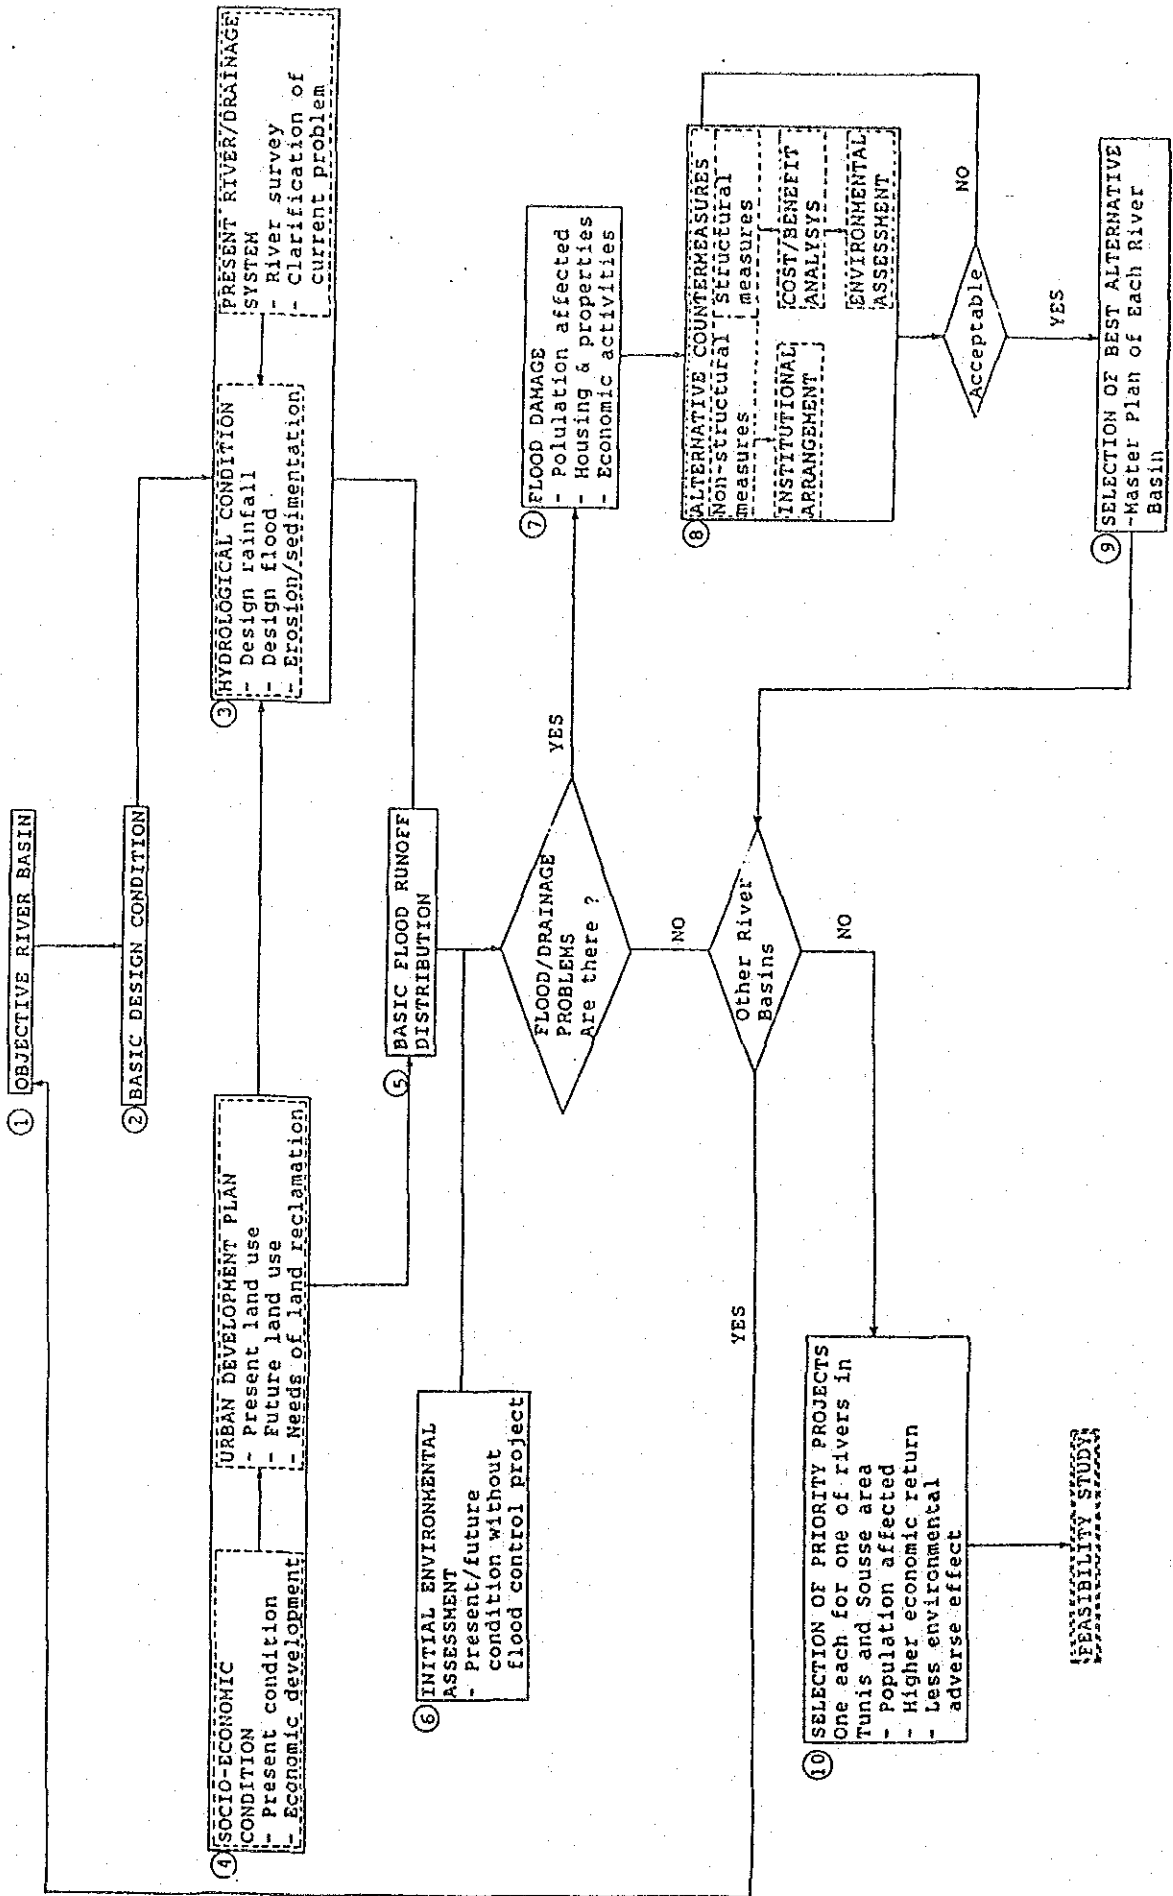 ①
OBJECTIVE RIVER BASIN
②
BASIC DESIGN CONDITION
④
SOCIO-ECONOMIC
CONDITION
- Present condition
- Economic development
URBAN DEVELOPMENT PLAN
- Present land use
- Future land use
- Needs of land reclamation
③
HYDROLOGICAL CONDITION
- Design rainfall
- Design flood
- Erosion/sedimentation
PRESENT RIVER/DRAINAGE
SYSTEM
- River survey
- Clarification of
current problem
⑤
BASIC FLOOD RUNOFF
DISTRIBUTION
⑥
INITIAL ENVIRONMENTAL
ASSESSMENT
- Present/future
condition without
flood control project
FLOOD/DRAINAGE
PROBLEMS
Are there ?
YES
NO
⑦
FLOOD DAMAGE
- Polulation affected
- Housing & properties
- Economic activities
⑧
ALTERNATIVE COUNTERMEASURES
Non-structural
measures
structural
measures
INSTITUTIONAL
ARRANGEMENT
COST/BENEFIT
ANALYSYS
ENVIRONMENTAL
ASSESSMENT
Acceptable
NO
YES
⑨
SELECTION OF BEST ALTERNATIVE
-Master Plan of Each River
Basin
Other River
Basins
YES
NO
⑩
SELECTION OF PRIORITY PROJECTS
One each for one of rivers in
Tunis and Sousse area
- Population affected
- Higher economic return
- Less environmental
adverse effect
FEASIBILITY STUDY